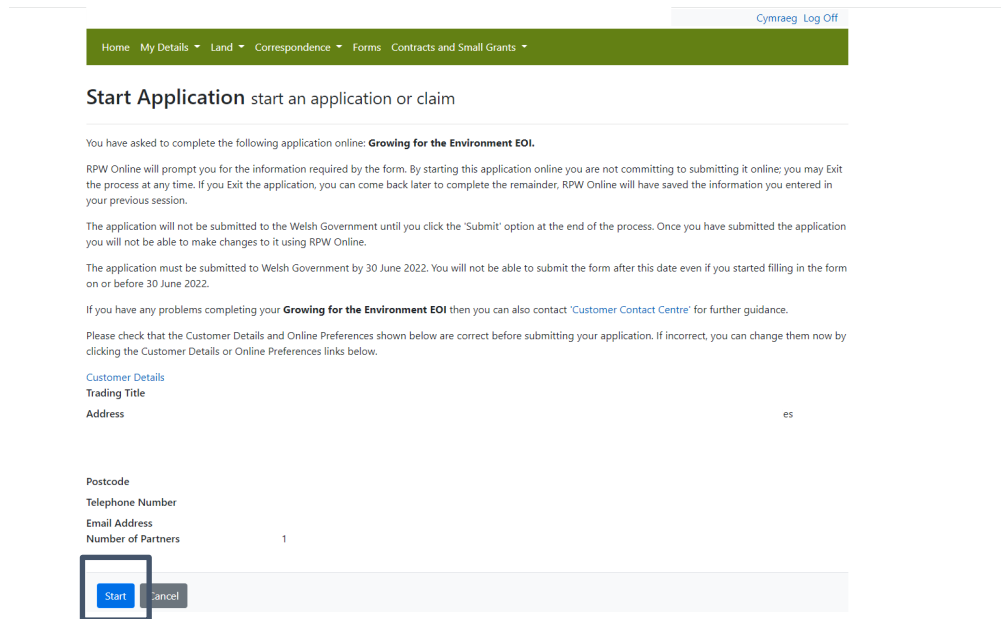 Cymraeg Log Off
Home My Details Land Correspondence Forms Contracts and Small Grants
Start Application start an application or claim
You have asked to complete the following application online: Growing for the Environment EOI.
RPW Online will prompt you for the information required by the form. By starting this application online you are not committing to submitting it online; you may Exit
the process at any time. If you Exit the application, you can come back later to complete the remainder, RPW Online will have saved the information you entered in
your previous session.
The application will not be submitted to the Welsh Government until you click the 'Submit' option at the end of the process. Once you have submitted the application
you will not be able to make changes to it using RPW Online.
The application must be submitted to Welsh Government by 30 June 2022. You will not be able to submit the form after this date even if you started filling in the form
on or before 30 June 2022.
If you have any problems completing your Growing for the Environment EOI then you can also contact 'Customer Contact Centre' for further guidance.
Please check that the Customer Details and Online Preferences shown below are correct before submitting your application. If incorrect, you can change them now by
clicking the Customer Details or Online Preferences links below.
Customer Details
Trading Title
Address es
Postcode
Telephone Number
Email Address
Number of Partners 1
Start Cancel